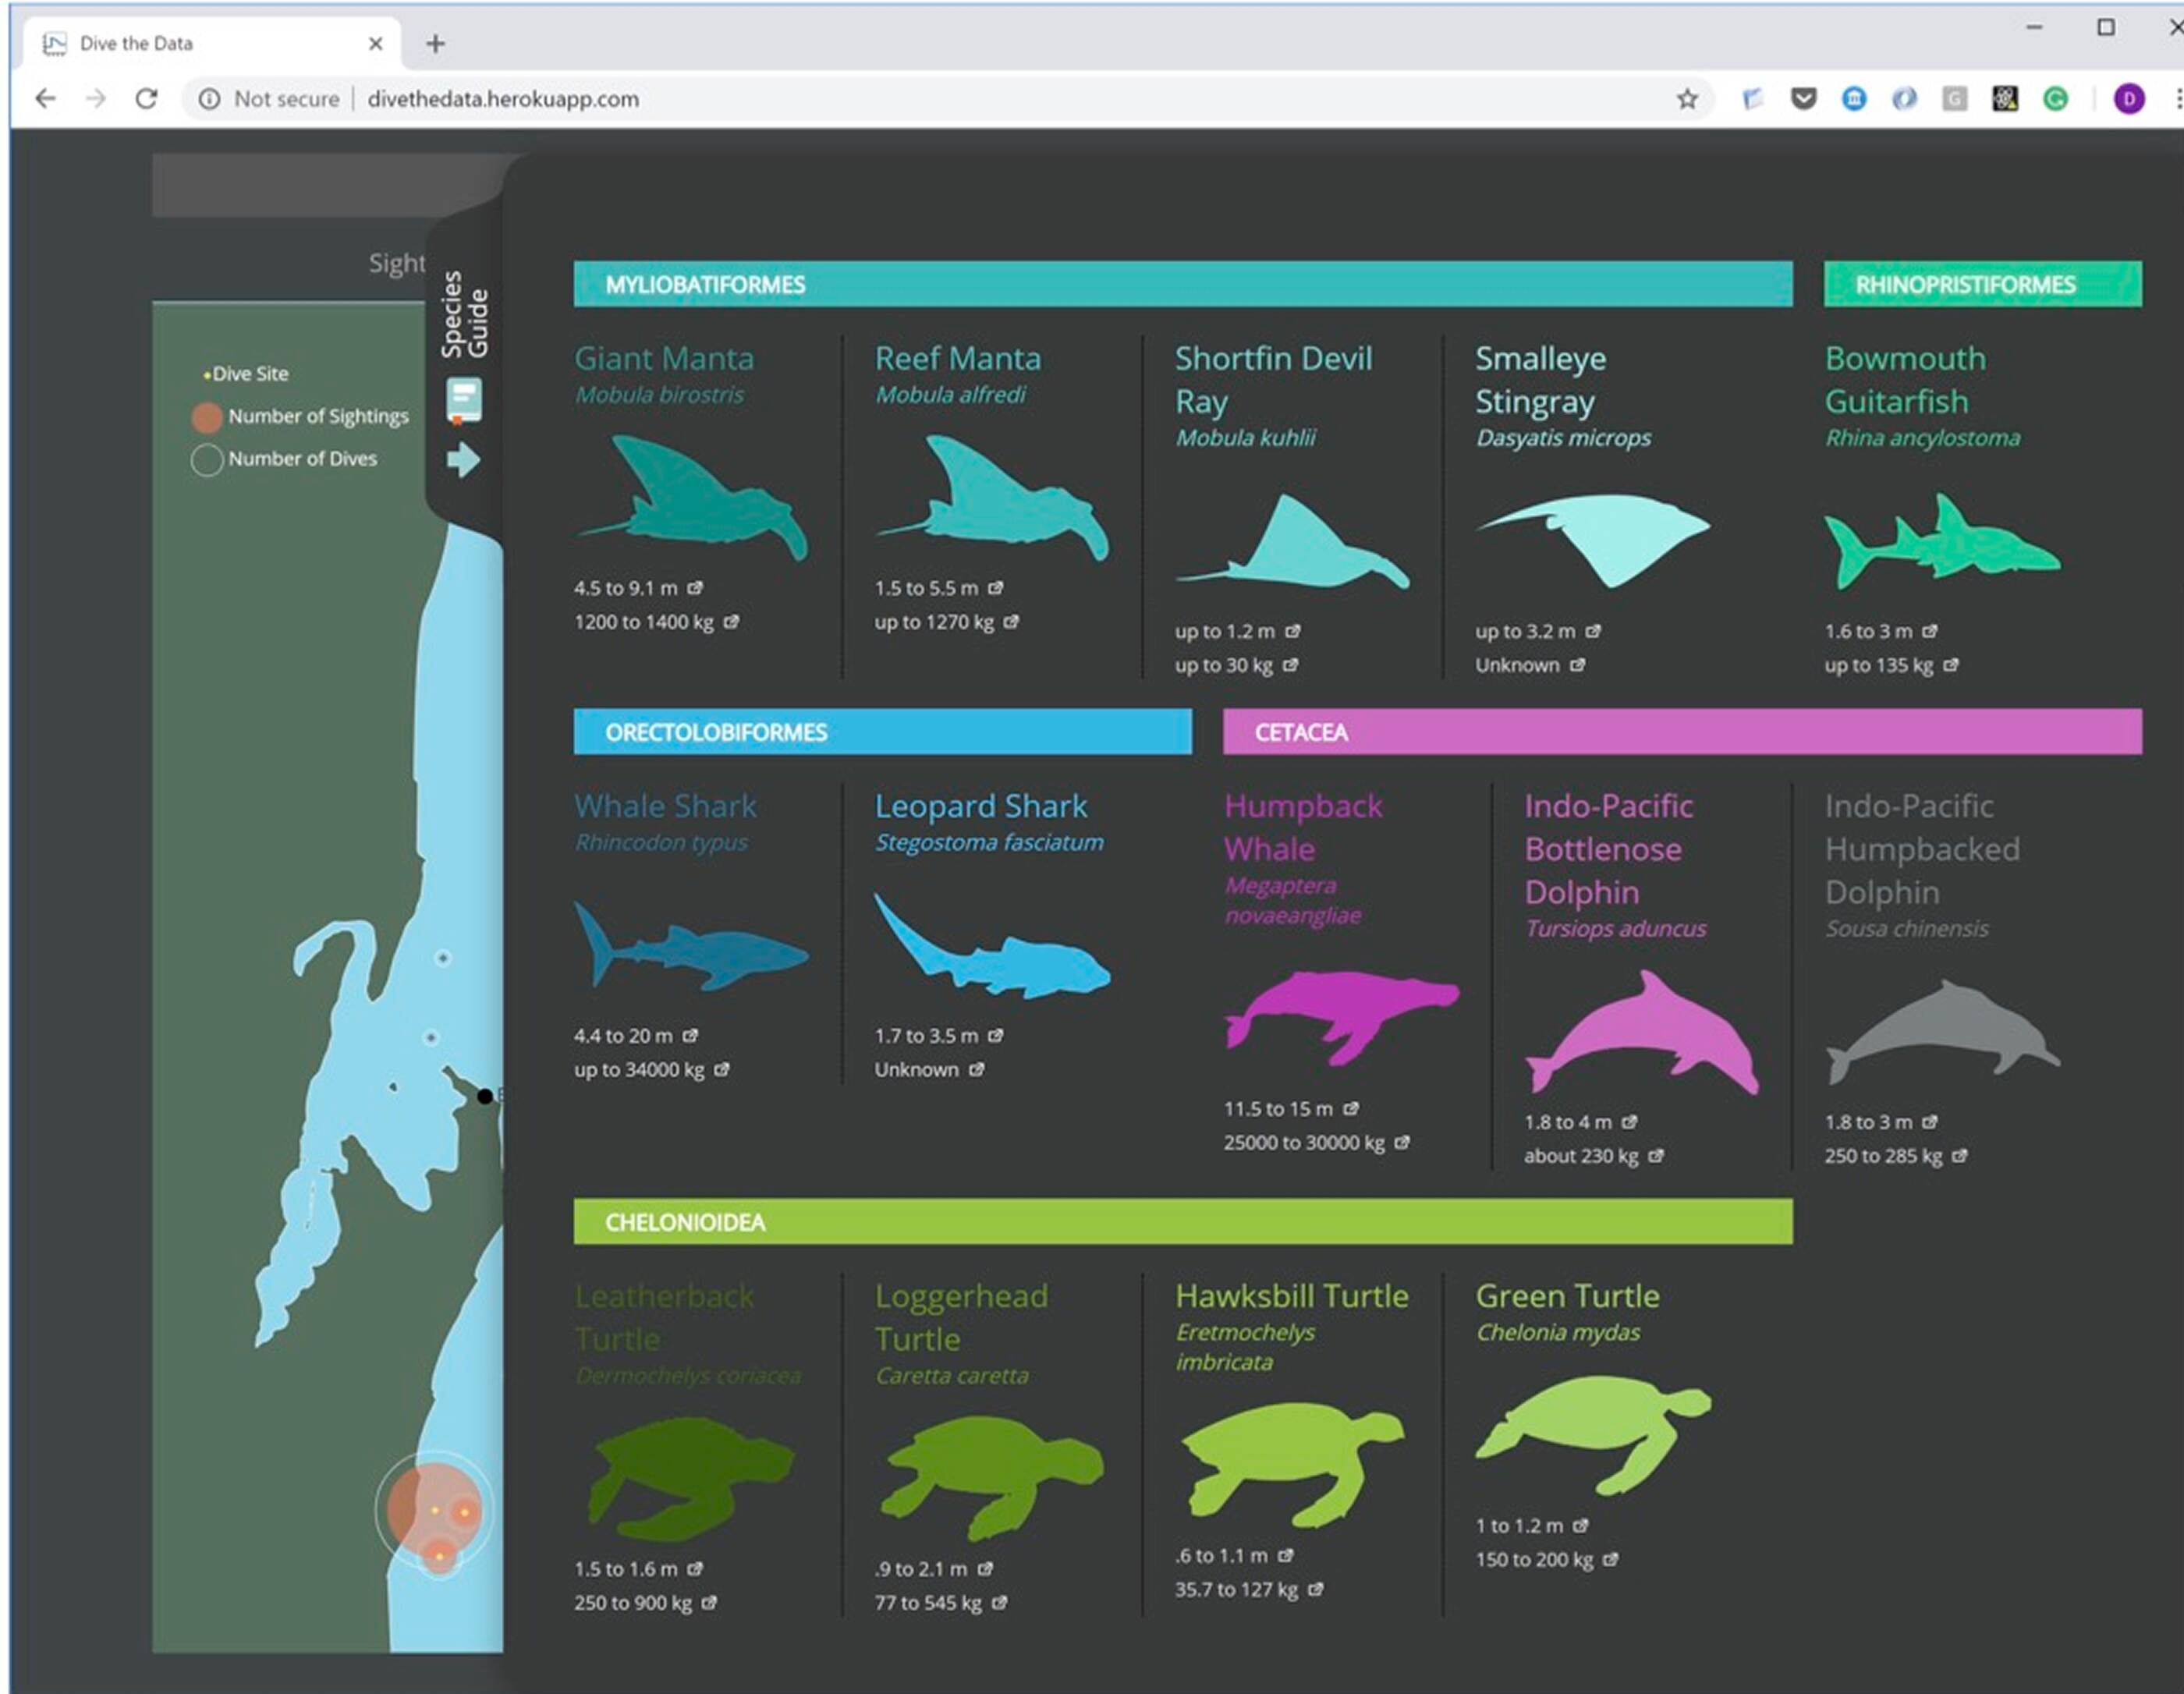 Dive the Data
Not secure
divethedata.herokuapp.com
G
D
Sight
Species
Guide
Dive Site
Number of Sightings
Number of Dives
MYLIOBATIFORMES
RHINOPRISTIFORMES
Giant Manta
Mobula birostris
4.5 to 9.1 m
1200 to 1400 kg
Reef Manta
Mobula alfredi
1.5 to 5.5 m
up to 1270 kg
Shortfin Devil
Ray
Mobula kuhlii
up to 1.2 m
up to 30 kg
Smalleye
Stingray
Dasyatis microps
up to 3.2 m
Unknown
Bowmouth
Guitarfish
Rhina ancylostoma
1.6 to 3 m
up to 135 kg
ORECTOLOBIFORMES
CETACEA
Whale Shark
Rhincodon typus
4.4 to 20 m
up to 34000 kg
Leopard Shark
Stegostoma fasciatum
1.7 to 3.5 m
Unknown
Humpback
Whale
Megaptera
novaeangliae
11.5 to 15 m
25000 to 30000 kg
Indo-Pacific
Bottlenose
Dolphin
Tursiops aduncus
1.8 to 4 m
about 230 kg
Indo-Pacific
Humpbacked
Dolphin
Sousa chinensis
1.8 to 3 m
250 to 285 kg
CHELONIOIDEA
Leatherback
Turtle
Dermochelys coriacea
1.5 to 1.6 m
250 to 900 kg
Loggerhead
Turtle
Caretta caretta
.9 to 2.1 m
77 to 545 kg
Hawksbill Turtle
Eretmochelys
imbricata
.6 to 1.1 m
35.7 to 127 kg
Green Turtle
Chelonia mydas
1 to 1.2 m
150 to 200 kg